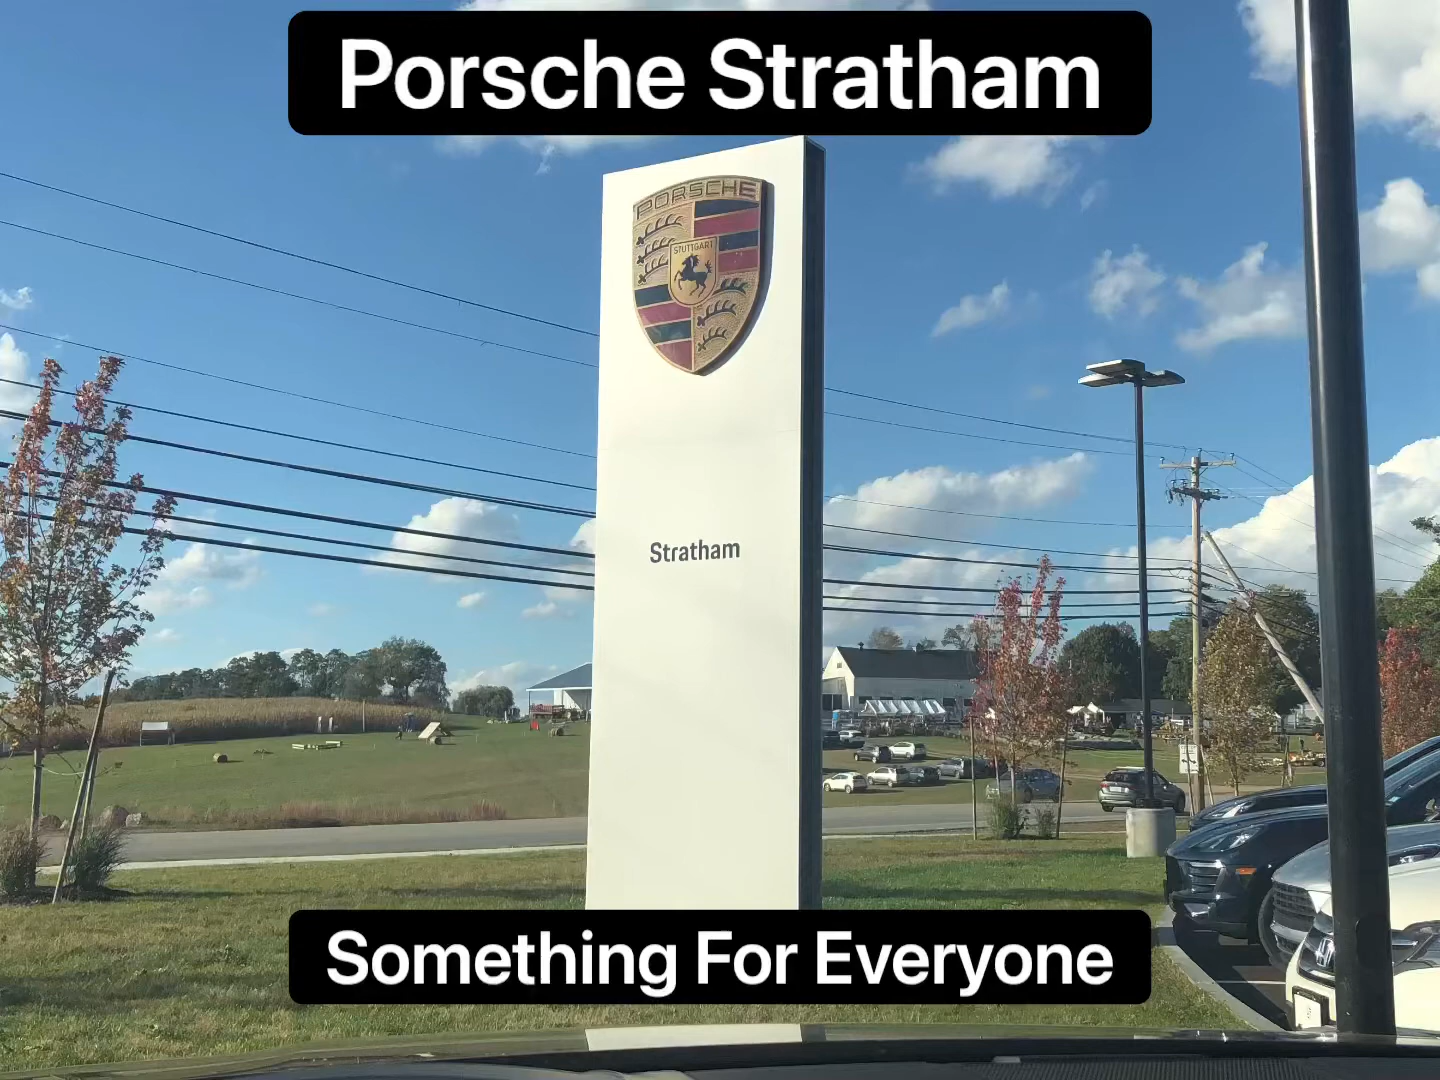 Porsche Stratham
PORSCHE
STUTTGART
Stratham
Something For Everyone